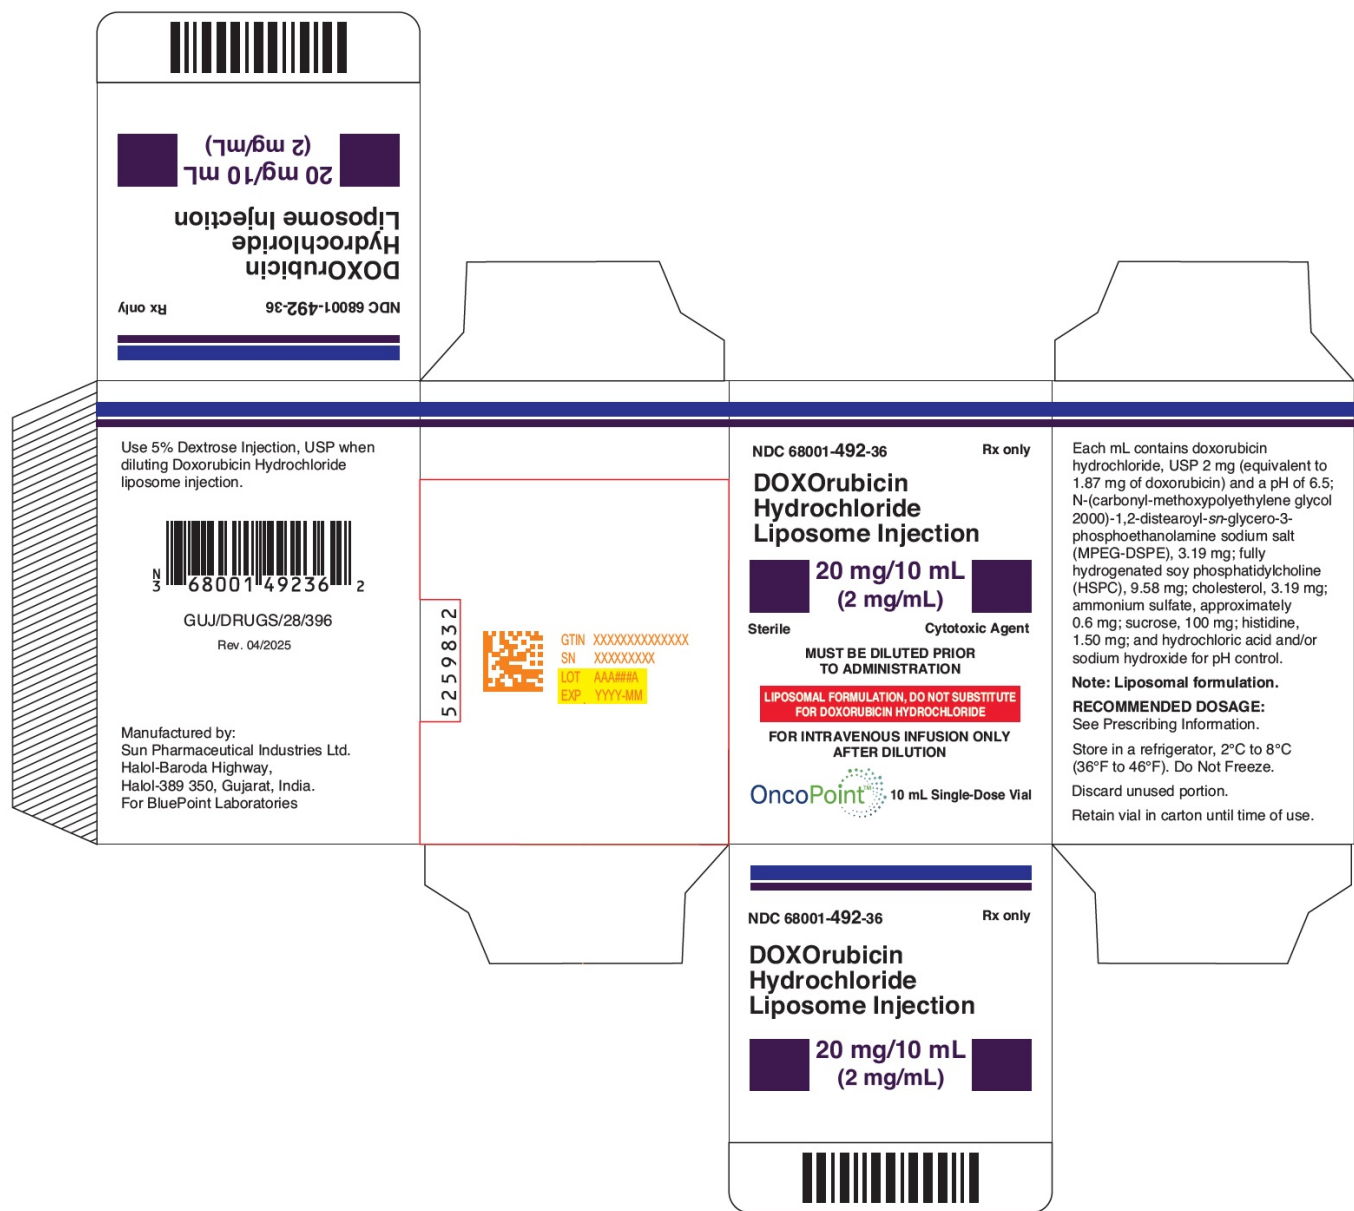 20 mg/10 mL
(2 mg/mL)
DOXOrubicin
Hydrochloride
Liposome Injection
NDC 68001-492-36 Rx only
Use 5% Dextrose Injection, USP when
diluting Doxorubicin Hydrochloride
liposome injection.
N
3 68001 49236 2
GUJ/DRUGS/28/396
Rev. 04/2025
Manufactured by:
Sun Pharmaceutical Industries Ltd.
Halol-Baroda Highway,
Halol-389 350, Gujarat, India.
For BluePoint Laboratories
5259832
GTIN XXXXXXXXXXXXXX
SN XXXXXXXXX
LOT AAA###A
EXP. YYYY-MM
NDC 68001-492-36 Rx only
DOXOrubicin
Hydrochloride
Liposome Injection
20 mg/10 mL
(2 mg/mL)
Sterile Cytotoxic Agent
MUST BE DILUTED PRIOR
TO ADMINISTRATION
LIPOSOMAL FORMULATION, DO NOT SUBSTITUTE
FOR DOXORUBICIN HYDROCHLORIDE
FOR INTRAVENOUS INFUSION ONLY
AFTER DILUTION
OncoPoint™ 10 mL Single-Dose Vial
Each mL contains doxorubicin
hydrochloride, USP 2 mg (equivalent to
1.87 mg of doxorubicin) and a pH of 6.5;
N-(carbonyl-methoxypolyethylene glycol
2000)-1,2-distearoyl-sn-glycero-3-
phosphoethanolamine sodium salt
(MPEG-DSPE), 3.19 mg; fully
hydrogenated soy phosphatidylcholine
(HSPC), 9.58 mg; cholesterol, 3.19 mg;
ammonium sulfate, approximately
0.6 mg; sucrose, 100 mg; histidine,
1.50 mg; and hydrochloric acid and/or
sodium hydroxide for pH control.
Note: Liposomal formulation.
RECOMMENDED DOSAGE:
See Prescribing Information.
Store in a refrigerator, 2°C to 8°C
(36°F to 46°F). Do Not Freeze.
Discard unused portion.
Retain vial in carton until time of use.
NDC 68001-492-36 Rx only
DOXOrubicin
Hydrochloride
Liposome Injection
20 mg/10 mL
(2 mg/mL)